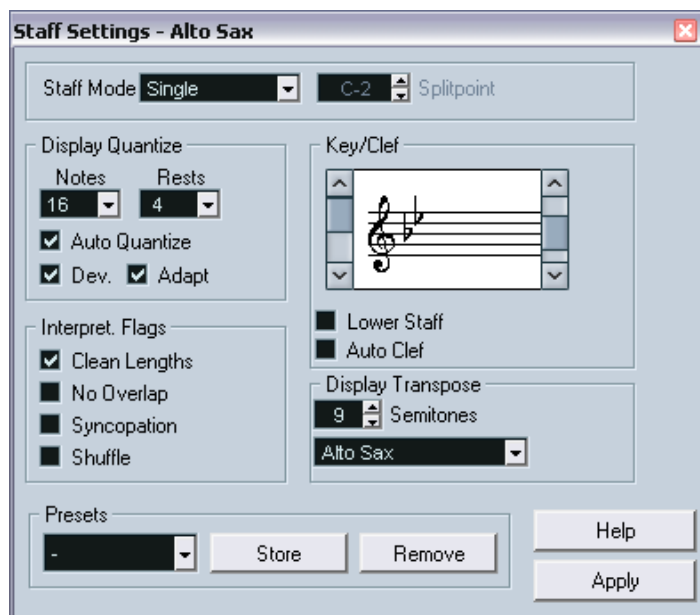 Staff Settings - Alto Sax
Staff Mode Single C-2 Splitpoint
Display Quantize
Notes Rests
16 4
Auto Quantize
Dev. Adapt
Interpret. Flags
Clean Lengths
No Overlap
Syncopation
Shuffle
Key/Clef
Lower Staff
Auto Clef
Display Transpose
9 Semitones
Alto Sax
Presets
- Store Remove
Help
Apply